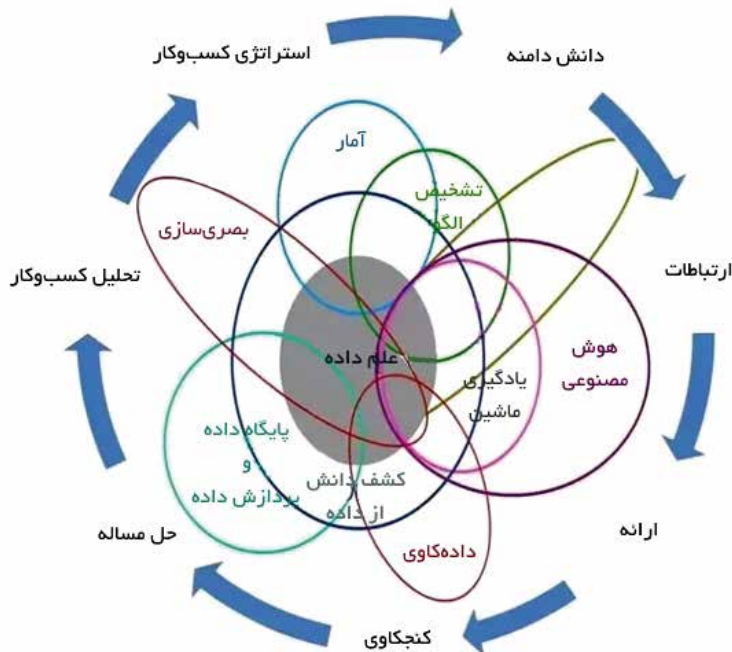 استراتژی کسب‌وکار
دانش دامنه
آمار
تشخیص
الگو
بصری‌سازی
ارتباطات
تحلیل کسب‌وکار
هوش
مصنوعی
علم داده
یادگیری
ماشین
پایگاه داده
و
پردازش داده
کشف دانش
از داده
داده‌کاوی
حل مساله
ارائه
کنجکاوی